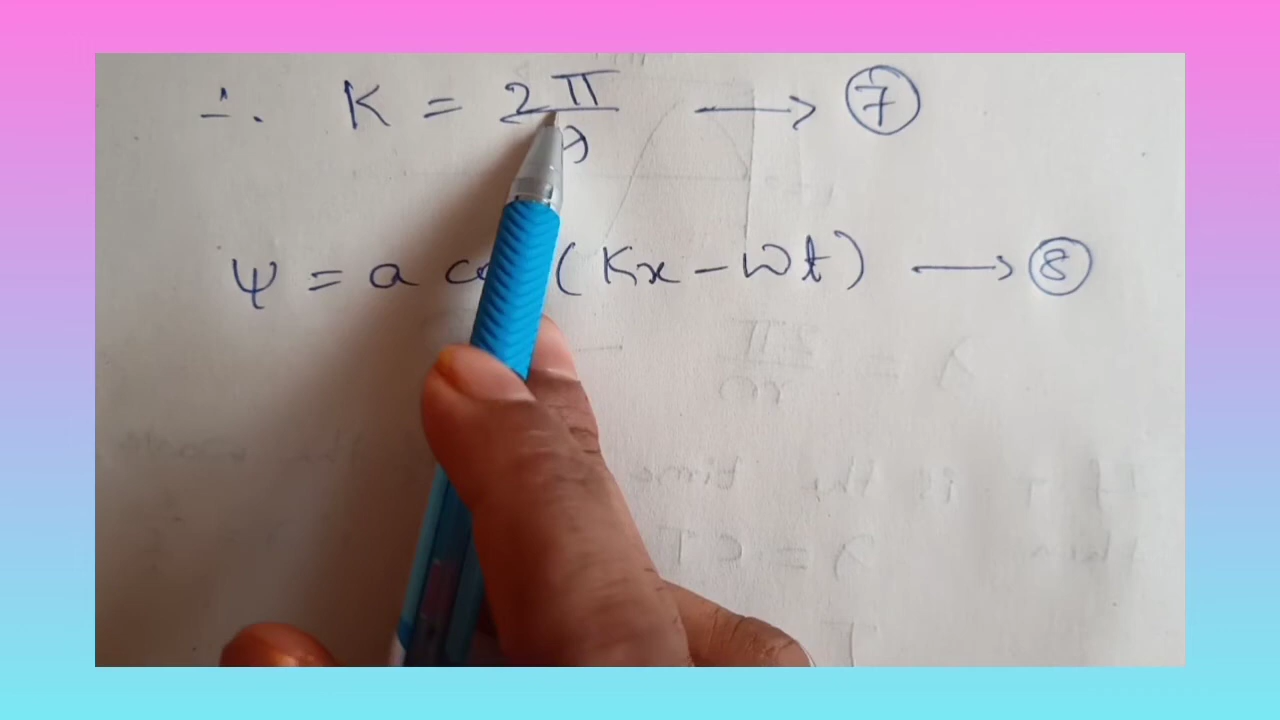 ∴ K = 2π/λ → ⑦
ψ = a (Kx − ωt) → ⑧